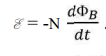 ℰ = -N dΦ_B/dt .